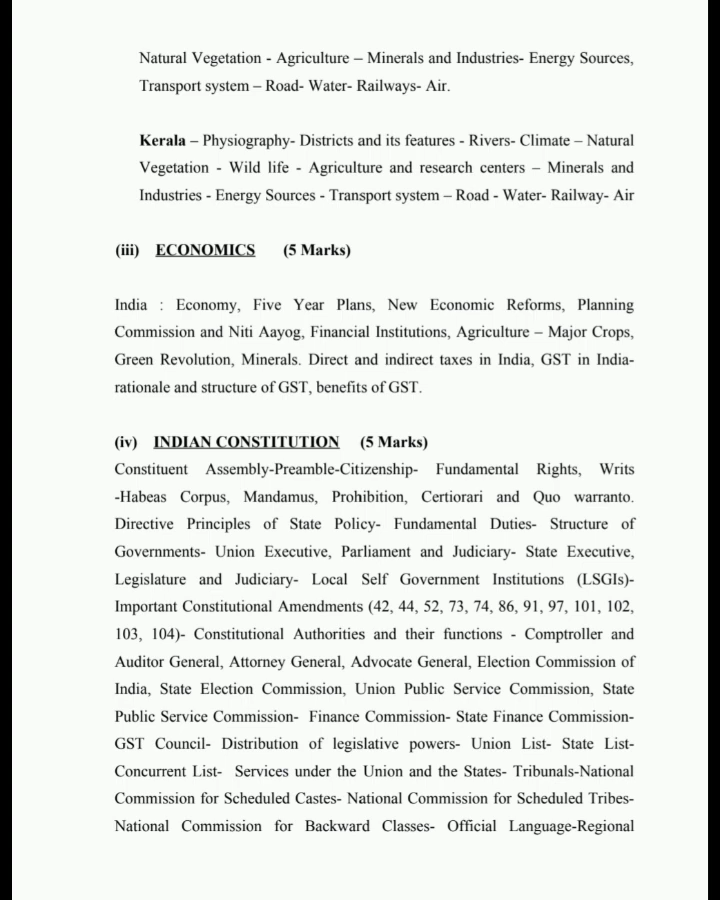 Natural Vegetation - Agriculture – Minerals and Industries- Energy Sources,
Transport system – Road- Water- Railways- Air.
Kerala – Physiography- Districts and its features - Rivers- Climate – Natural
Vegetation - Wild life - Agriculture and research centers – Minerals and
Industries - Energy Sources - Transport system – Road - Water- Railway- Air
(iii) ECONOMICS (5 Marks)
India : Economy, Five Year Plans, New Economic Reforms, Planning
Commission and Niti Aayog, Financial Institutions, Agriculture – Major Crops,
Green Revolution, Minerals. Direct and indirect taxes in India, GST in India-
rationale and structure of GST, benefits of GST.
(iv) INDIAN CONSTITUTION (5 Marks)
Constituent Assembly-Preamble-Citizenship- Fundamental Rights, Writs
-Habeas Corpus, Mandamus, Prohibition, Certiorari and Quo warranto.
Directive Principles of State Policy- Fundamental Duties- Structure of
Governments- Union Executive, Parliament and Judiciary- State Executive,
Legislature and Judiciary- Local Self Government Institutions (LSGIs)-
Important Constitutional Amendments (42, 44, 52, 73, 74, 86, 91, 97, 101, 102,
103, 104)- Constitutional Authorities and their functions - Comptroller and
Auditor General, Attorney General, Advocate General, Election Commission of
India, State Election Commission, Union Public Service Commission, State
Public Service Commission- Finance Commission- State Finance Commission-
GST Council- Distribution of legislative powers- Union List- State List-
Concurrent List- Services under the Union and the States- Tribunals-National
Commission for Scheduled Castes- National Commission for Scheduled Tribes-
National Commission for Backward Classes- Official Language-Regional